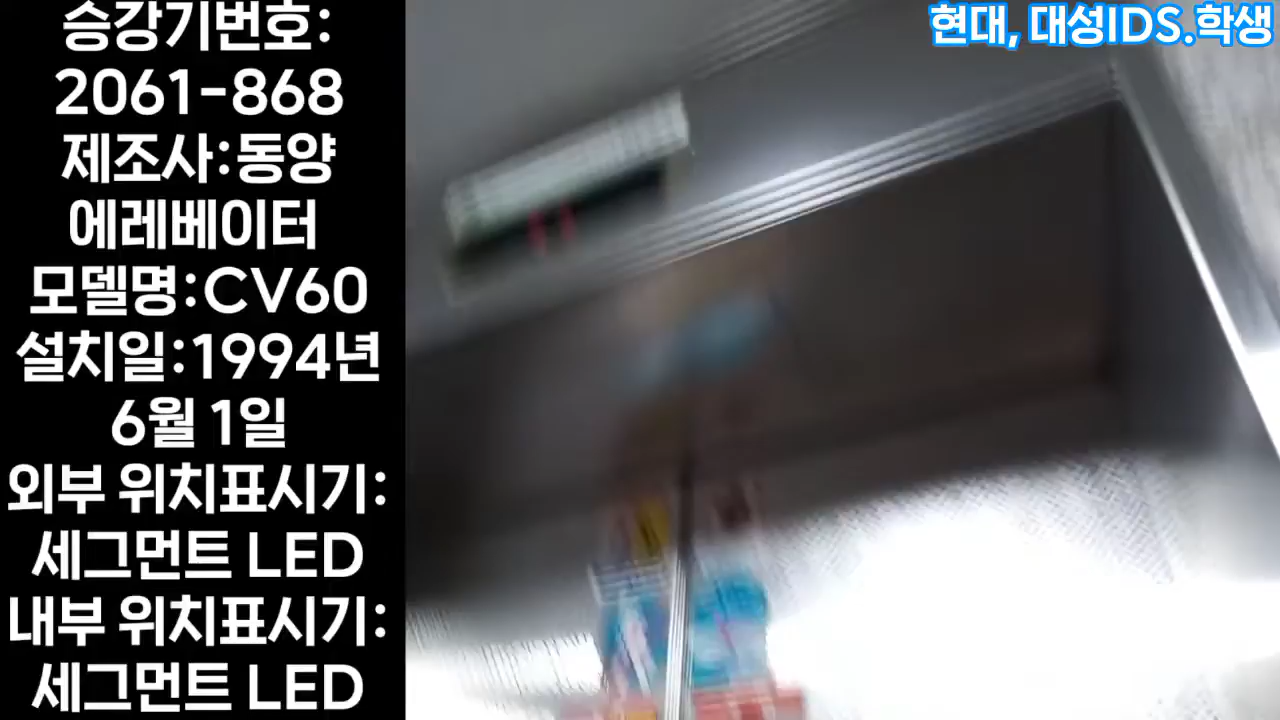 승강기번호:
2061-868
제조사:동양
에레베이터
모델명:CV60
설치일:1994년
6월 1일
외부 위치표시기:
세그먼트 LED
내부 위치표시기:
세그먼트 LED
현대, 대성IDS.학생